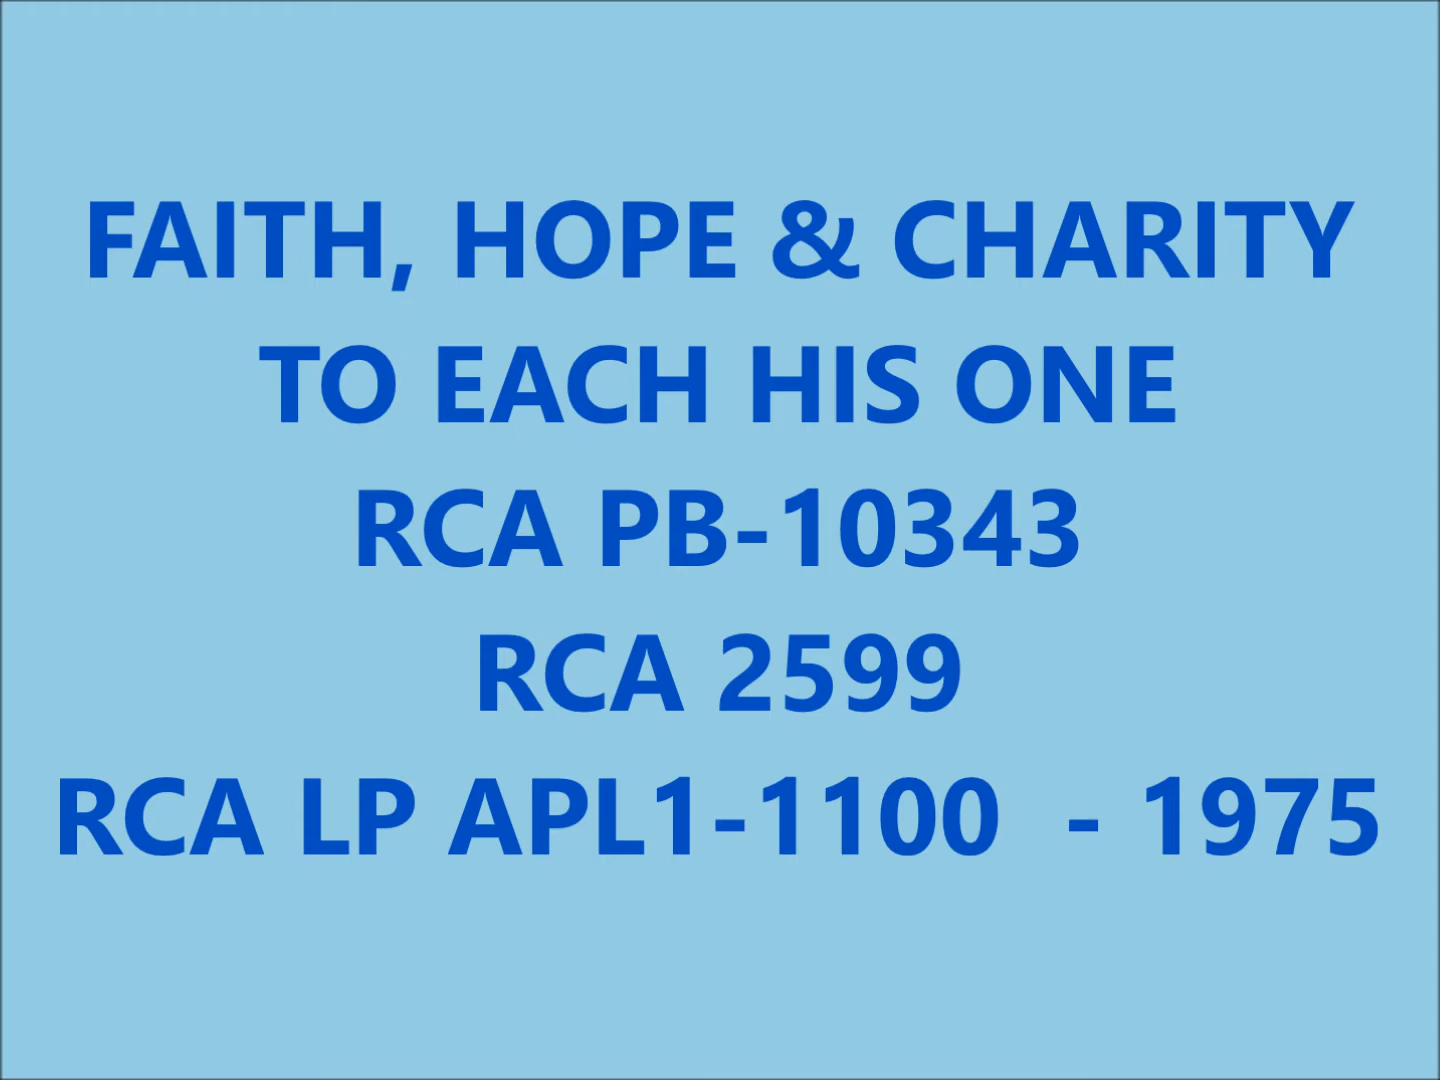 FAITH, HOPE & CHARITY
TO EACH HIS ONE
RCA PB-10343
RCA 2599
RCA LP APL1-1100 - 1975